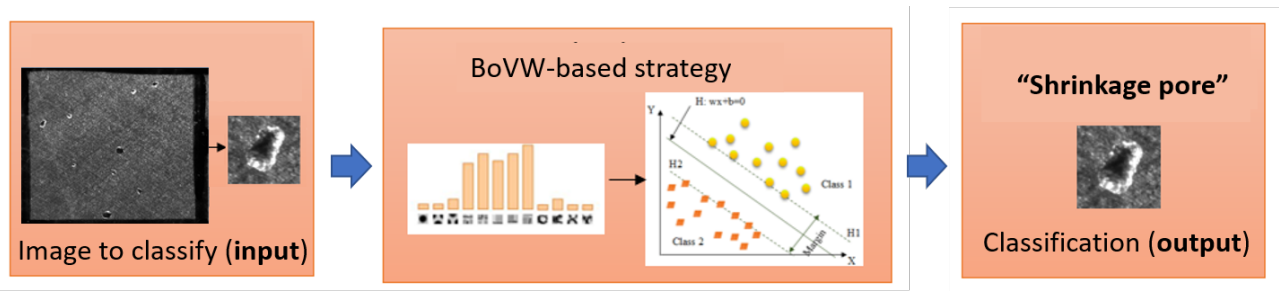 Image to classify (input)
BoVW-based strategy
H: wx+b=0
Y
H2
Class 1
Class 2
Margin
H1
X
“Shrinkage pore”
Classification (output)